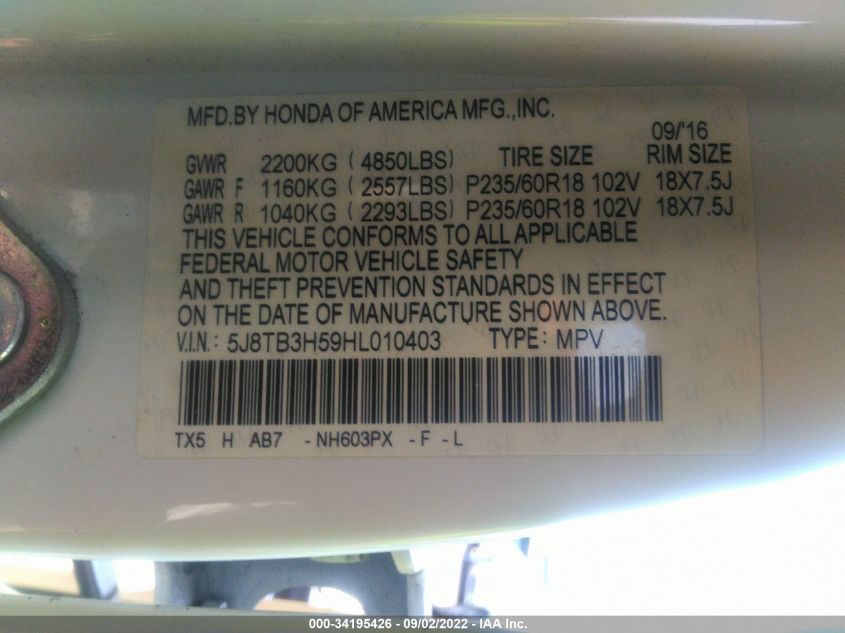 MFD.BY HONDA OF AMERICA MFG.,INC.
09/'16
GVWR 2200KG ( 4850LBS) TIRE SIZE RIM SIZE
GAWR F 1160KG ( 2557LBS) P235/60R18 102V 18X7.5J
GAWR R 1040KG ( 2293LBS) P235/60R18 102V 18X7.5J
THIS VEHICLE CONFORMS TO ALL APPLICABLE
FEDERAL MOTOR VEHICLE SAFETY
AND THEFT PREVENTION STANDARDS IN EFFECT
ON THE DATE OF MANUFACTURE SHOWN ABOVE.
V.I.N.: 5J8TB3H59HL010403 TYPE: MPV
TX5 H AB7 -NH603PX -F-L
000-34195426 - 09/02/2022 - IAA Inc.